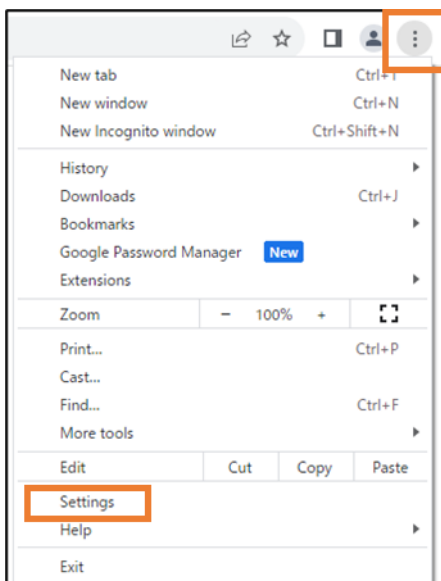 New tab Ctrl+T
New window Ctrl+N
New Incognito window Ctrl+Shift+N
History
Downloads Ctrl+J
Bookmarks
Google Password Manager New
Extensions
Zoom - 100% +
Print... Ctrl+P
Cast...
Find... Ctrl+F
More tools
Edit Cut Copy Paste
Settings
Help
Exit